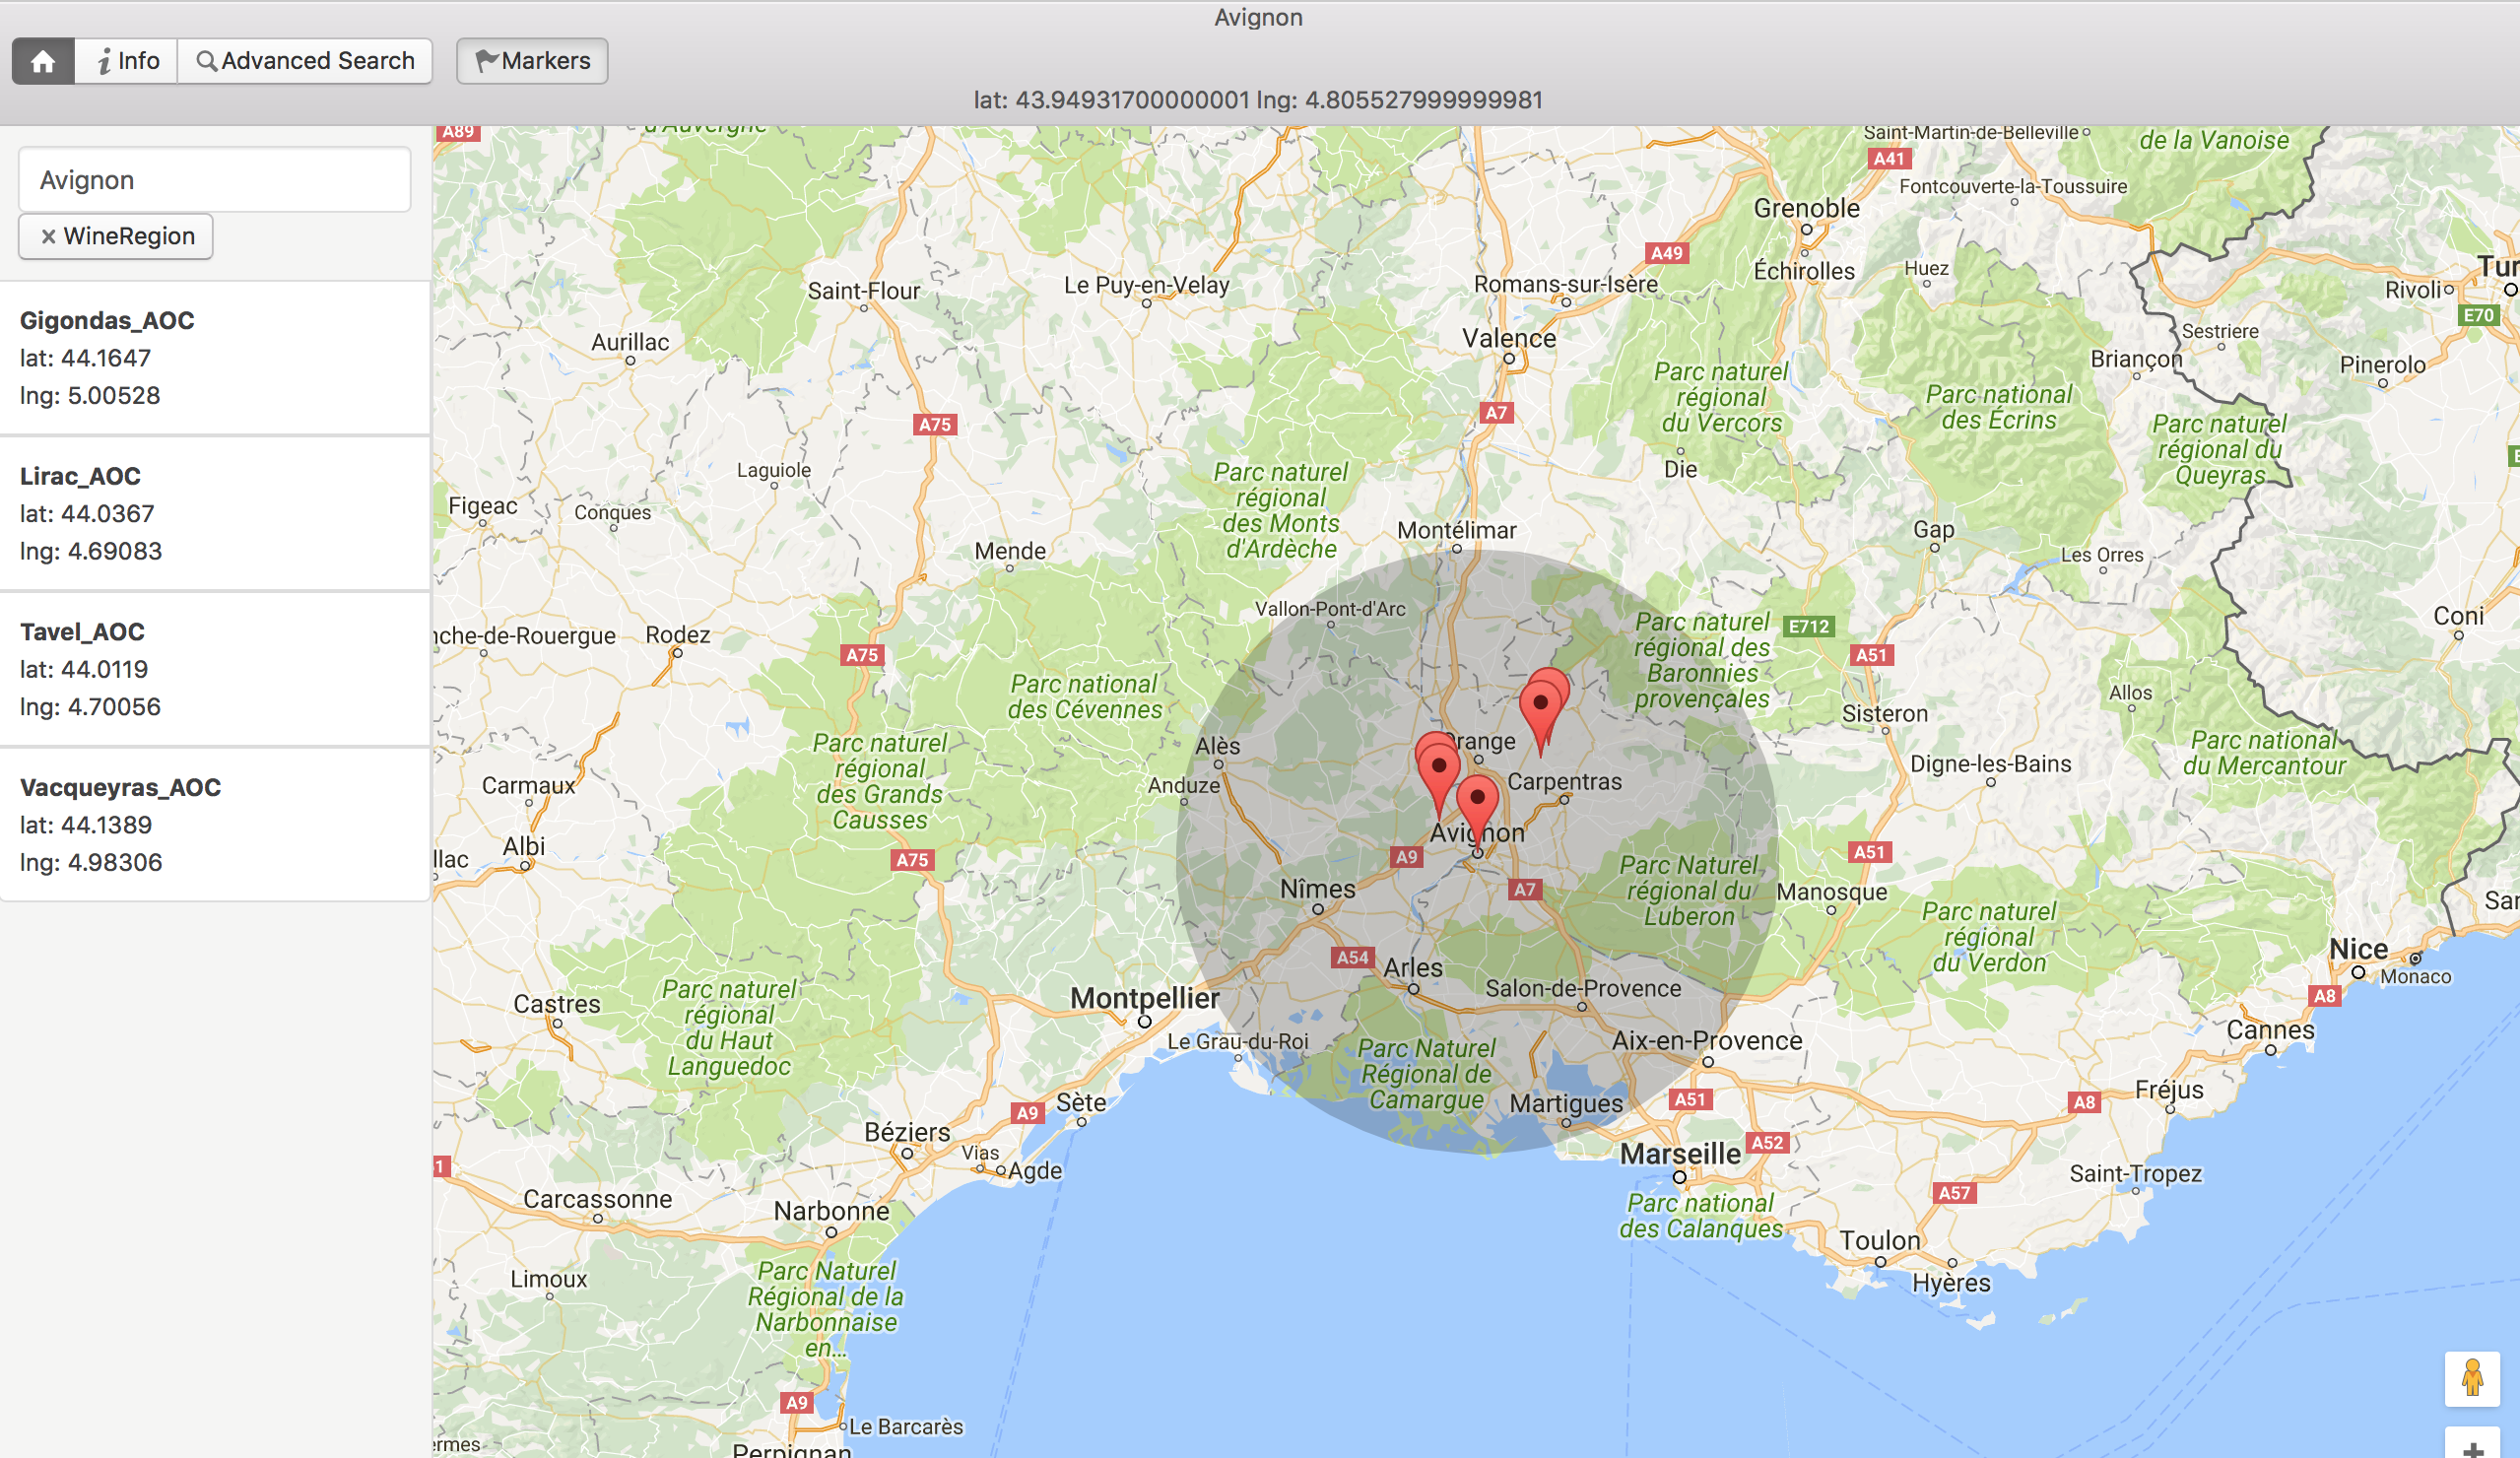 Avignon
Info
Advanced Search
Markers
lat: 43.94931700000001 lng: 4.805527999999981
Avignon
× WineRegion
Gigondas_AOC
lat: 44.1647
lng: 5.00528
Lirac_AOC
lat: 44.0367
lng: 4.69083
Tavel_AOC
lat: 44.0119
lng: 4.70056
Vacqueyras_AOC
lat: 44.1389
lng: 4.98306
A89
d'Auvergne
Saint-Martin-de-Belleville
de la Vanoise
A41
Fontcouverte-la-Toussuire
Grenoble
A49
Échirolles
Huez
Saint-Flour
Le Puy-en-Velay
Romans-sur-Isère
Rivoli
E70
Aurillac
Valence
Sestriere
Briançon
Pinerolo
Parc naturel
régional
du Vercors
Parc national
des Écrins
Parc naturel
régional du
Queyras
A75
A7
Laguiole
Parc naturel
régional
des Monts
d'Ardèche
Die
Figeac
Conques
Montélimar
Gap
Mende
Les Orres
Vallon-Pont-d'Arc
Coni
nche-de-Rouergue
Rodez
Parc naturel
régional des
Baronnies
provençales
E712
A75
A51
Parc national
des Cévennes
Allos
Sisteron
Parc naturel
régional
des Grands
Causses
Alès
Orange
Parc national
du Mercantour
Carmaux
Anduze
Carpentras
Digne-les-Bains
Albi
Avignon
llac
A75
A9
A51
Nîmes
A7
Parc Naturel
régional du
Luberon
Manosque
Parc naturel
régional
du Verdon
Nice
Monaco
A54
Arles
Salon-de-Provence
A8
Castres
Parc naturel
régional
du Haut
Languedoc
Montpellier
Le Grau-du-Roi
Aix-en-Provence
Cannes
Parc Naturel
Régional de
Camargue
Martigues
A51
A8
Fréjus
A9
Sète
Béziers
Vias
Agde
Marseille
A52
Saint-Tropez
Carcassonne
Narbonne
Parc national
des Calanques
A57
Toulon
Hyères
Limoux
Parc Naturel
Régional de la
Narbonnaise
en...
A9
Le Barcarès
ermes
Perpignan